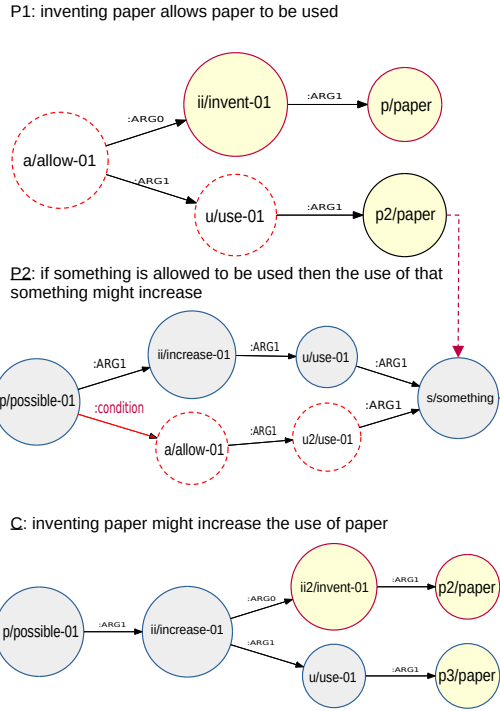 P1: inventing paper allows paper to be used
ii/invent-01
:ARG1
p/paper
:ARG0
a/allow-01
:ARG1
u/use-01
:ARG1
p2/paper
P2: if something is allowed to be used then the use of that
something might increase
ii/increase-01
:ARG1
u/use-01
:ARG1
:ARG1
p/possible-01
s/something
:condition
:ARG1
a/allow-01
:ARG1
u2/use-01
C: inventing paper might increase the use of paper
ii2/invent-01
:ARG1
p2/paper
:ARG0
p/possible-01
:ARG1
ii/increase-01
:ARG1
u/use-01
:ARG1
p3/paper